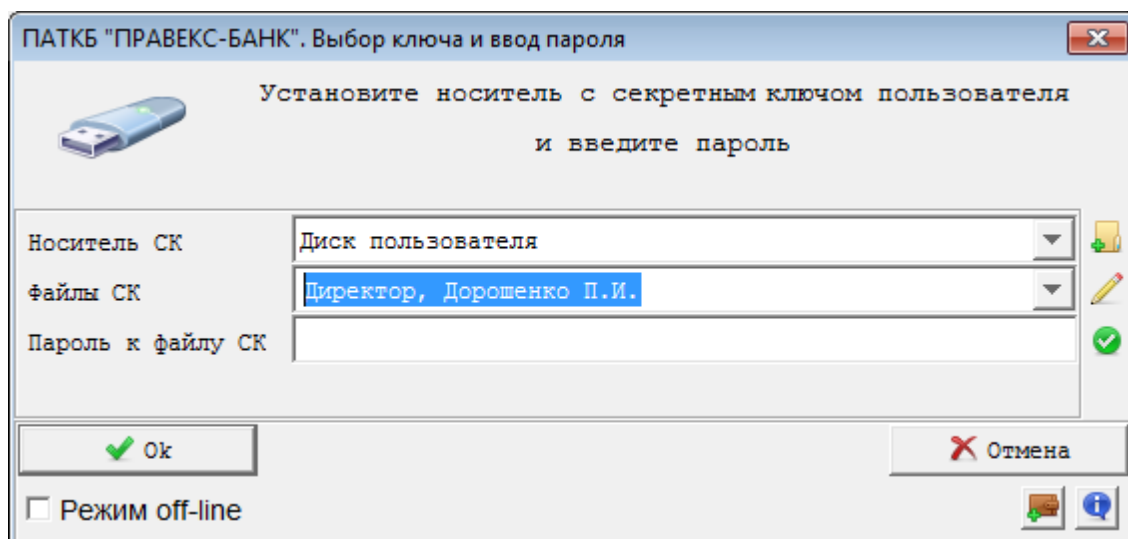 ПАТКБ "ПРАВЕКС-БАНК". Выбор ключа и ввод пароля
Установите носитель с секретным ключом пользователя
и введите пароль
Носитель СК Диск пользователя
Файлы СК Директор, Дорошенко П.И.
Пароль к файлу СК
Ok Отмена
Режим off-line